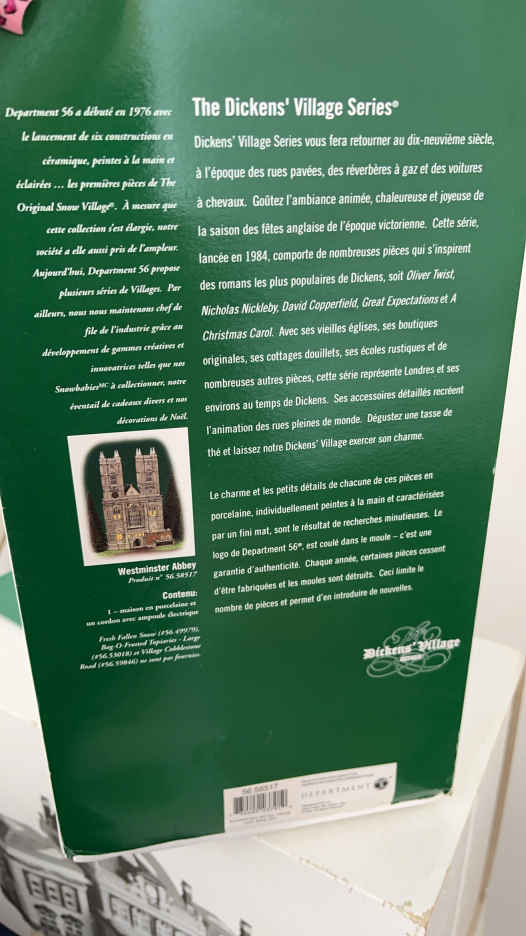 Department 56 a débuté en 1976 avec
le lancement de six constructions en
céramique, peintes à la main et
éclairées ... les premières pièces de The
Original Snow Village®. À mesure que
cette collection s'est élargie, notre
société a elle aussi pris de l'ampleur.
Aujourd'hui, Department 56 propose
plusieurs séries de Villages. Par
ailleurs, nous nous maintenons chef de
file de l'industrie grâce au
développement de gammes créatives et
innovatrices telles que nos
Snowbabies MC à collectionner, notre
éventail de cadeaux divers et nos
décorations de Noël.
Westminster Abbey
Produit n° 56.58517
Contenu:
1 – maison en porcelaine et
un cordon avec ampoule électrique
Fresh Fallen Snow (#56.49979),
Bag-O-Frosted Topiaries - Large
(#56.53018) et Village Cobblestone
Road (#56.59846) ne sont pas fournies.
The Dickens' Village Series®
Dickens' Village Series vous fera retourner au dix-neuvième siècle,
à l'époque des rues pavées, des réverbères à gaz et des voitures
à chevaux. Goûtez l'ambiance animée, chaleureuse et joyeuse de
la saison des fêtes anglaise de l'époque victorienne. Cette série,
lancée en 1984, comporte de nombreuses pièces qui s'inspirent
des romans les plus populaires de Dickens, soit Oliver Twist,
Nicholas Nickleby, David Copperfield, Great Expectations et A
Christmas Carol. Avec ses vieilles églises, ses boutiques
originales, ses cottages douillets, ses écoles rustiques et de
nombreuses autres pièces, cette série représente Londres et ses
environs au temps de Dickens. Ses accessoires détaillés recréent
l'animation des rues pleines de monde. Dégustez une tasse de
thé et laissez notre Dickens' Village exercer son charme.
Le charme et les petits détails de chacune de ces pièces en
porcelaine, individuellement peintes à la main et caractérisées
par un fini mat, sont le résultat de recherches minutieuses. Le
logo de Department 56®, est coulé dans le moule – c'est une
garantie d'authenticité. Chaque année, certaines pièces cessent
d'être fabriquées et les moules sont détruits. Ceci limite le
nombre de pièces et permet d'en introduire de nouvelles.
Dickens' Village
56.58517
DEPARTMENT